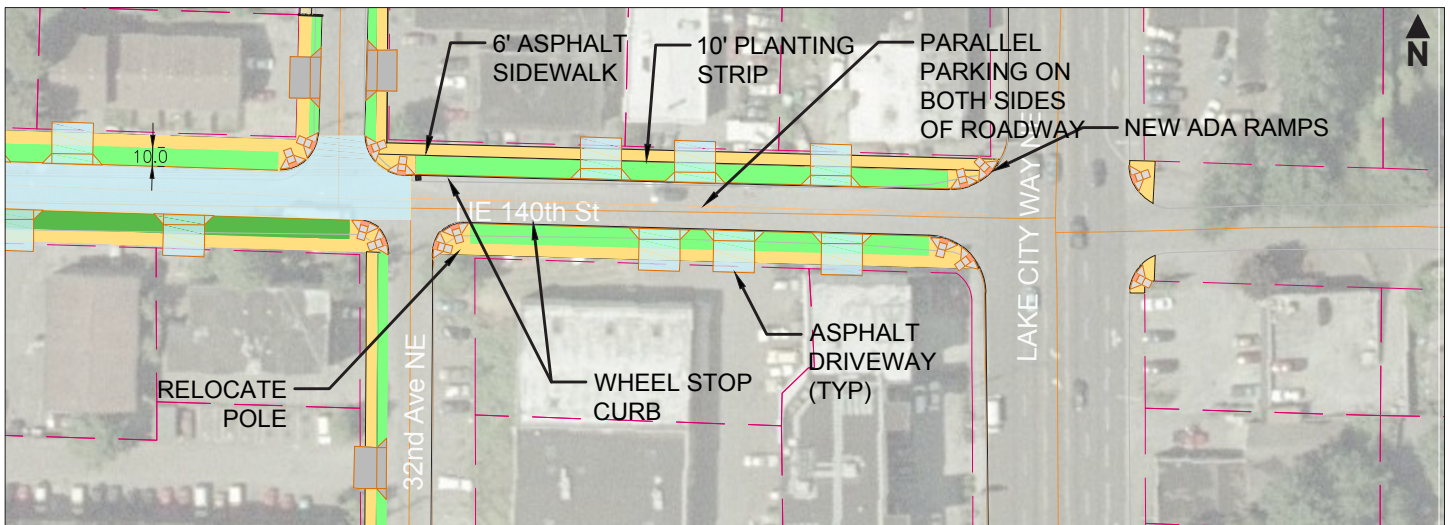 6' ASPHALT
SIDEWALK
10' PLANTING
STRIP
PARALLEL
PARKING ON
BOTH SIDES
OF ROADWAY
NEW ADA RAMPS
N
10.0
NE 140th St
LAKE CITY WAY NE
32nd Ave NE
RELOCATE
POLE
WHEEL STOP
CURB
ASPHALT
DRIVEWAY
(TYP)